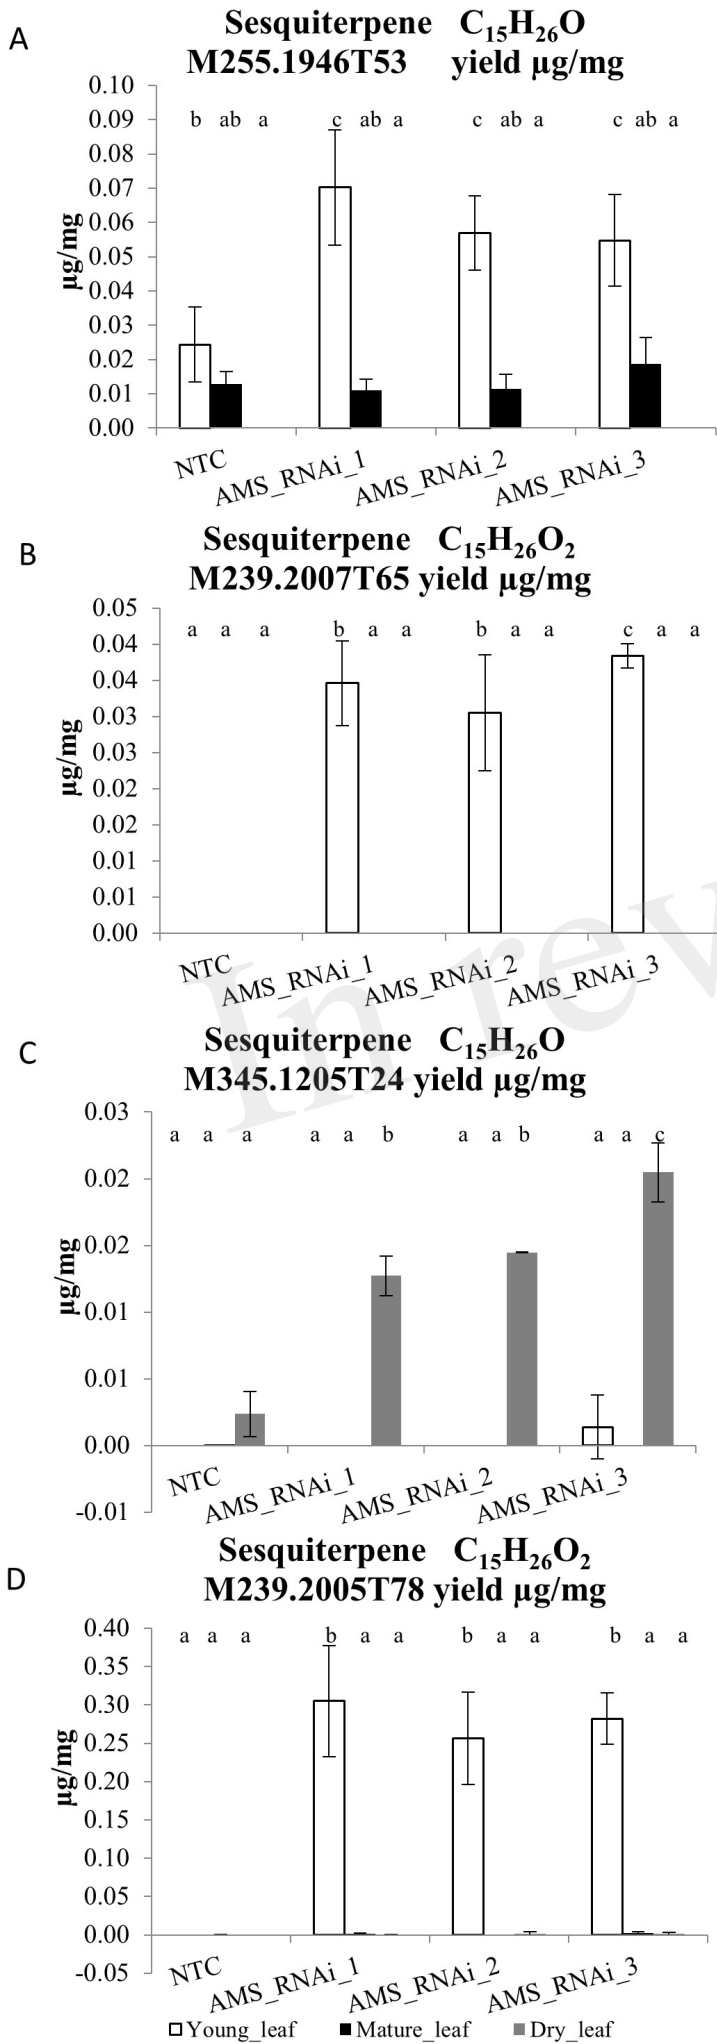 A
Sesquiterpene C₁₅H₂₆O
M255.1946T53 yield µg/mg
0.10
0.09
0.08
0.07
0.06
0.05
0.04
0.03
0.02
0.01
0.00
µg/mg
b ab a c ab a c ab a c ab a
NTC AMS_RNAi_1 AMS_RNAi_2 AMS_RNAi_3
B
Sesquiterpene C₁₅H₂₆O₂
M239.2007T65 yield µg/mg
0.05
0.04
0.04
0.03
0.03
0.02
0.02
0.01
0.01
0.00
µg/mg
a a a b a a b a a c a a
NTC AMS_RNAi_1 AMS_RNAi_2 AMS_RNAi_3
In rev
C
Sesquiterpene C₁₅H₂₆O
M345.1205T24 yield µg/mg
0.03
0.02
0.02
0.01
0.01
0.00
-0.01
µg/mg
a a a a a b a a b a a c
NTC AMS_RNAi_1 AMS_RNAi_2 AMS_RNAi_3
D
Sesquiterpene C₁₅H₂₆O₂
M239.2005T78 yield µg/mg
0.40
0.35
0.30
0.25
0.20
0.15
0.10
0.05
0.00
-0.05
µg/mg
a a a b a a b a a b a a
NTC AMS_RNAi_1 AMS_RNAi_2 AMS_RNAi_3
Young_leaf Mature_leaf Dry_leaf